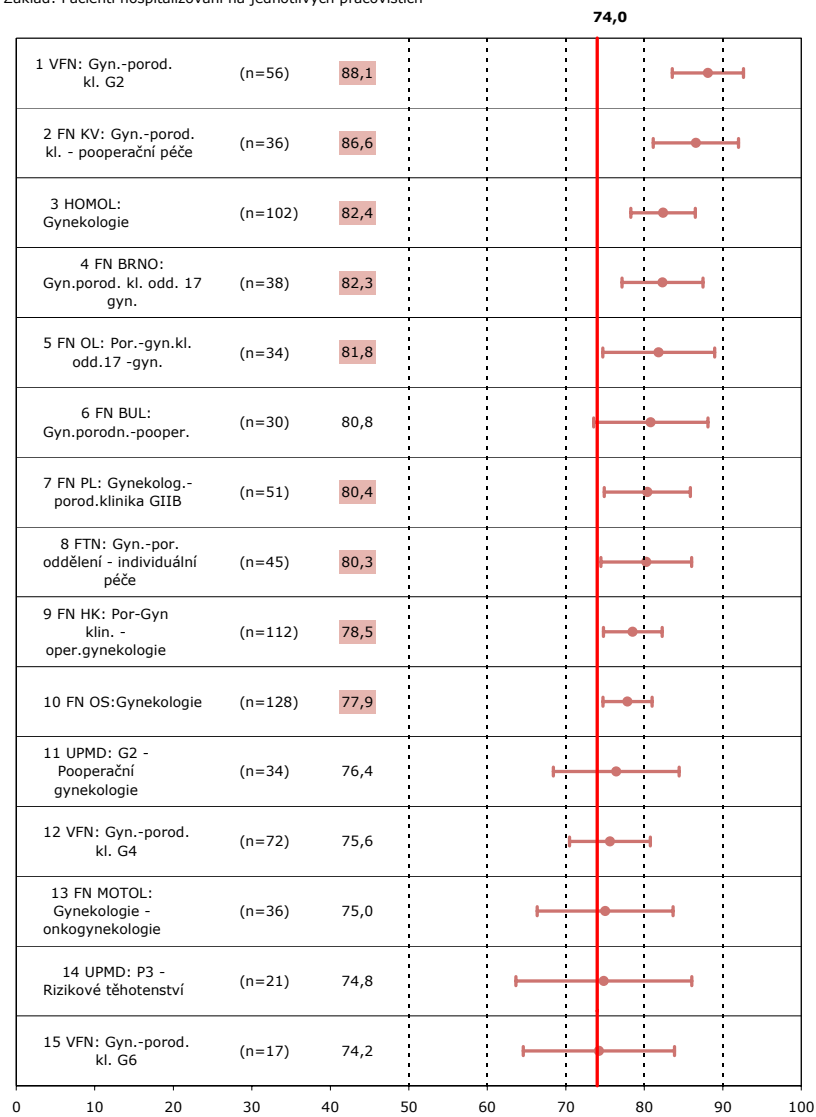 Základ: Pacienti hospitalizovaní na jednotlivých pracovištích
74,0
1 VFN: Gyn.-porod.
kl. G2
(n=56)
88,1
2 FN KV: Gyn.-porod.
kl. - pooperační péče
(n=36)
86,6
3 HOMOL:
Gynekologie
(n=102)
82,4
4 FN BRNO:
Gyn.porod. kl. odd. 17
gyn.
(n=38)
82,3
5 FN OL: Por.-gyn.kl.
odd.17 -gyn.
(n=34)
81,8
6 FN BUL:
Gyn.porodn.-pooper.
(n=30)
80,8
7 FN PL: Gynekolog.-
porod.klinika GIIB
(n=51)
80,4
8 FTN: Gyn.-por.
oddělení - individuální
péče
(n=45)
80,3
9 FN HK: Por-Gyn
klin. -
oper.gynekologie
(n=112)
78,5
10 FN OS:Gynekologie
(n=128)
77,9
11 UPMD: G2 -
Pooperační
gynekologie
(n=34)
76,4
12 VFN: Gyn.-porod.
kl. G4
(n=72)
75,6
13 FN MOTOL:
Gynekologie -
onkogynekologie
(n=36)
75,0
14 UPMD: P3 -
Rizikové těhotenství
(n=21)
74,8
15 VFN: Gyn.-porod.
kl. G6
(n=17)
74,2
0 10 20 30 40 50 60 70 80 90 100